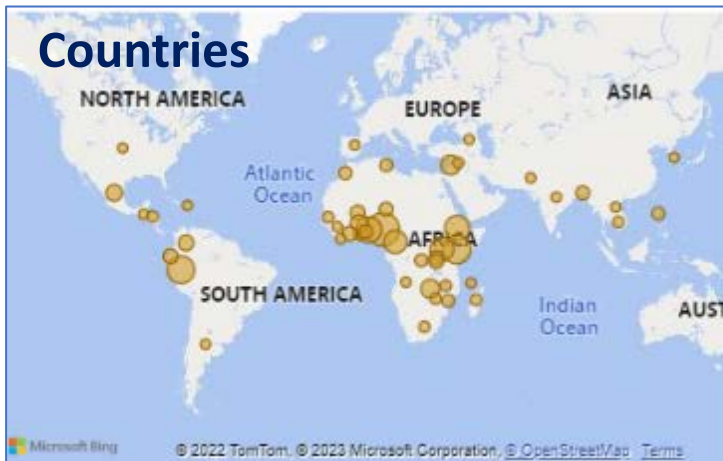 Countries
NORTH AMERICA
EUROPE
ASIA
Atlantic
Ocean
AFRICA
SOUTH AMERICA
Indian
Ocean
AUST
Microsoft Bing
© 2022 TomTom, © 2023 Microsoft Corporation, © OpenStreetMap Terms